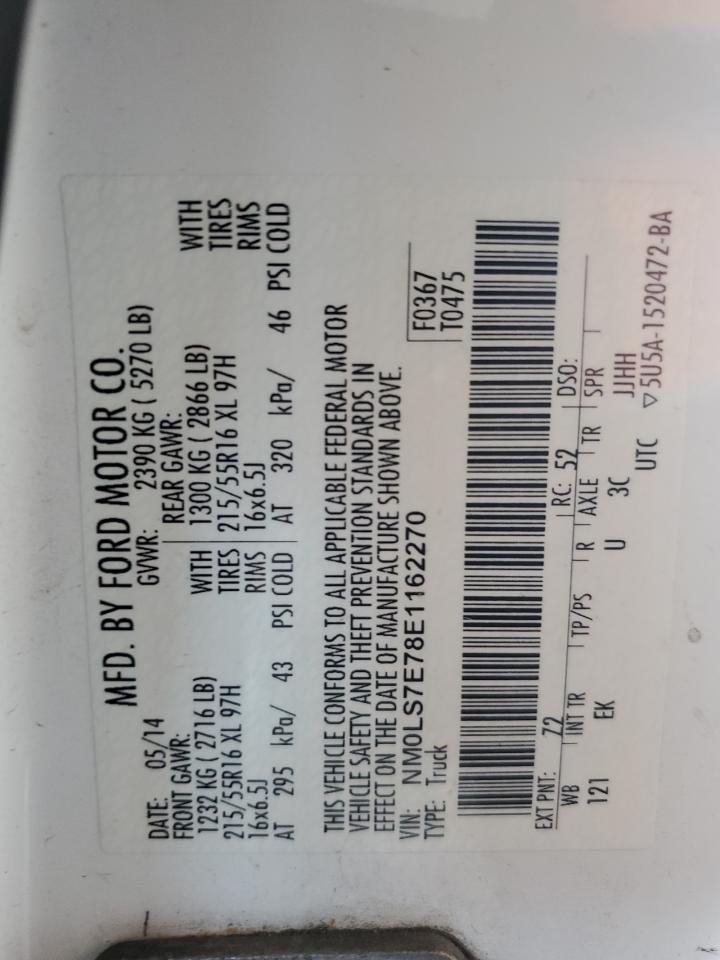 MFD. BY FORD MOTOR CO.
DATE: 05/14 GVWR: 2390 KG ( 5270 LB)
FRONT GAWR: REAR GAWR:
1232 KG ( 2716 LB) WITH 1300 KG ( 2866 LB) WITH
215/55R16 XL 97H TIRES 215/55R16 XL 97H TIRES
16x6.5J RIMS 16x6.5J RIMS
AT 295 kPa/ 43 PSI COLD AT 320 kPa/ 46 PSI COLD
THIS VEHICLE CONFORMS TO ALL APPLICABLE FEDERAL MOTOR
VEHICLE SAFETY AND THEFT PREVENTION STANDARDS IN
EFFECT ON THE DATE OF MANUFACTURE SHOWN ABOVE.
VIN: NM0LS7E78E1162270 F0367
TYPE: Truck T0475
EXT PNT: Z2 RC: 52 DSO:
WB INT TR TP/PS R AXLE TR SPR
121 EK U 3C JJHH
UTC ▽5U5A-1520472-BA